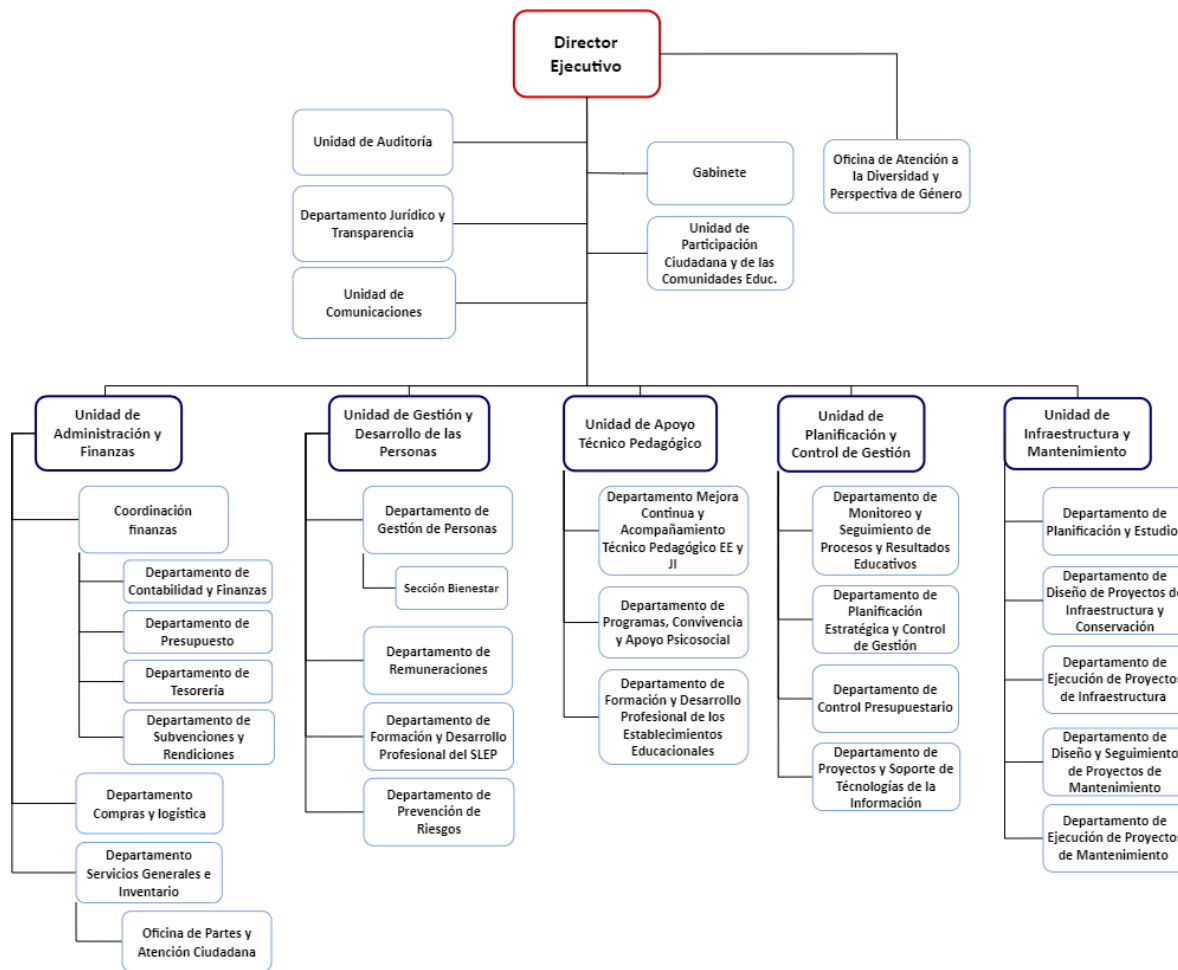 Director
Ejecutivo
Unidad de Auditoría
Gabinete
Oficina de Atención a
la Diversidad y
Perspectiva de Género
Departamento Jurídico y
Transparencia
Unidad de
Participación
Ciudadana y de las
Comunidades Educ.
Unidad de
Comunicaciones
Unidad de
Administración y
Finanzas
Coordinación
finanzas
Departamento de
Contabilidad y Finanzas
Departamento de
Presupuesto
Departamento de
Tesorería
Departamento de
Subvenciones y
Rendiciones
Departamento
Compras y logística
Departamento
Servicios Generales e
Inventario
Oficina de Partes y
Atención Ciudadana
Unidad de Gestión y
Desarrollo de las
Personas
Departamento de
Gestión de Personas
Sección Bienestar
Departamento de
Remuneraciones
Departamento de
Formación y Desarrollo
Profesional del SLEP
Departamento de
Prevención de
Riesgos
Unidad de Apoyo
Técnico Pedagógico
Departamento Mejora
Continua y
Acompañamiento
Técnico Pedagógico EE y
JI
Departamento de
Programas, Convivencia
y Apoyo Psicosocial
Departamento de
Formación y Desarrollo
Profesional de los
Establecimientos
Educacionales
Unidad de
Planificación y
Control de Gestión
Departamento de
Monitoreo y
Seguimiento de
Procesos y Resultados
Educativos
Departamento de
Planificación
Estratégica y Control
de Gestión
Departamento de
Control Presupuestario
Departamento de
Proyectos y Soporte de
Técnologías de la
Información
Unidad de
Infraestructura y
Mantenimiento
Departamento de
Planificación y Estudio
Departamento de
Diseño de Proyectos de
Infraestructura y
Conservación
Departamento de
Ejecución de Proyectos
de Infraestructura
Departamento de
Diseño y Seguimiento
de Proyectos de
Mantenimiento
Departamento de
Ejecución de Proyectos
de Mantenimiento